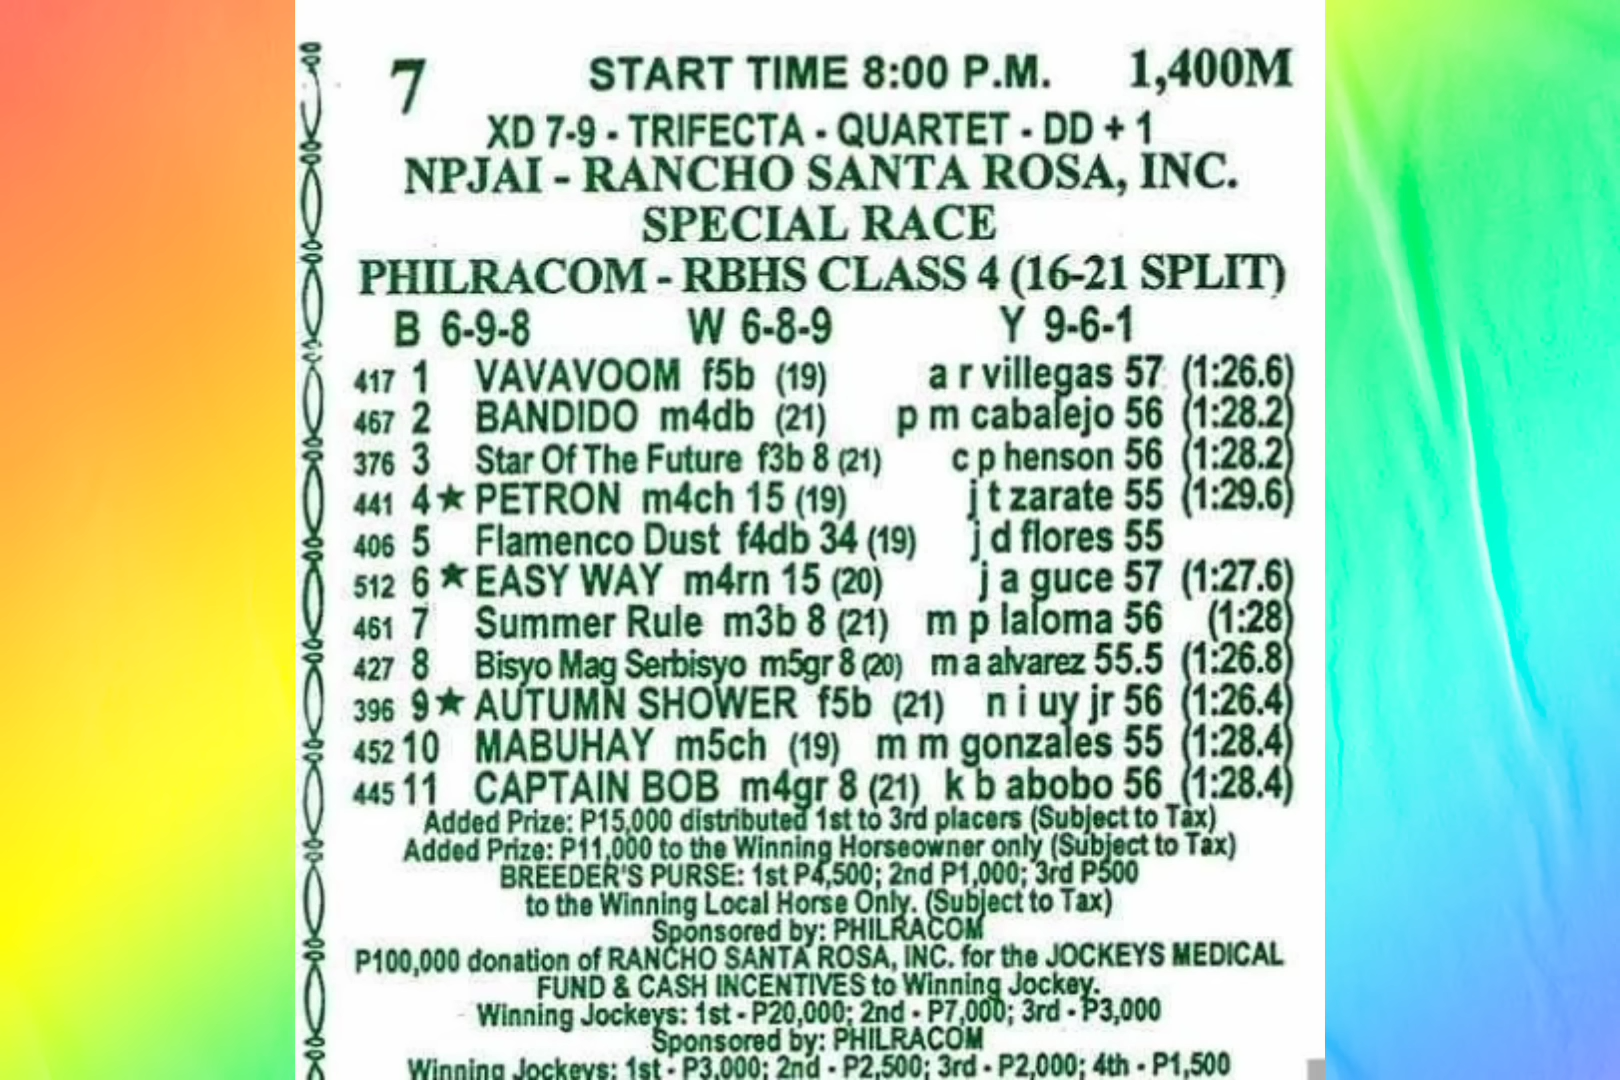 7 START TIME 8:00 P.M. 1,400M
XD 7-9 - TRIFECTA - QUARTET - DD + 1
NPJAI - RANCHO SANTA ROSA, INC.
SPECIAL RACE
PHILRACOM - RBHS CLASS 4 (16-21 SPLIT)
B 6-9-8 W 6-8-9 Y 9-6-1
417 1 VAVAVOOM f5b (19) a r villegas 57 (1:26.6)
467 2 BANDIDO m4db (21) p m cabalejo 56 (1:28.2)
376 3 Star Of The Future f3b 8 (21) c p henson 56 (1:28.2)
441 4★ PETRON m4ch 15 (19) j t zarate 55 (1:29.6)
406 5 Flamenco Dust f4db 34 (19) j d flores 55
512 6 ★ EASY WAY m4rn 15 (20) j a guce 57 (1:27.6)
461 7 Summer Rule m3b 8 (21) m p laloma 56 (1:28)
427 8 Bisyo Mag Serbisyo m5gr 8 (20) m a alvarez 55.5 (1:26.8)
396 9★ AUTUMN SHOWER f5b (21) n i uy jr 56 (1:26.4)
452 10 MABUHAY m5ch (19) m m gonzales 55 (1:28.4)
445 11 CAPTAIN BOB m4gr 8 (21) k b abobo 56 (1:28.4)
Added Prize: P15,000 distributed 1st to 3rd placers (Subject to Tax)
Added Prize: P11,000 to the Winning Horseowner only (Subject to Tax)
BREEDER'S PURSE: 1st P4,500; 2nd P1,000; 3rd P500
to the Winning Local Horse Only. (Subject to Tax)
Sponsored by: PHILRACOM
P100,000 donation of RANCHO SANTA ROSA, INC. for the JOCKEYS MEDICAL
FUND & CASH INCENTIVES to Winning Jockey.
Winning Jockeys: 1st - P20,000; 2nd - P7,000; 3rd - P3,000
Sponsored by: PHILRACOM
Winning Jockeys: 1st - P3,000; 2nd - P2,500; 3rd - P2,000; 4th - P1,500